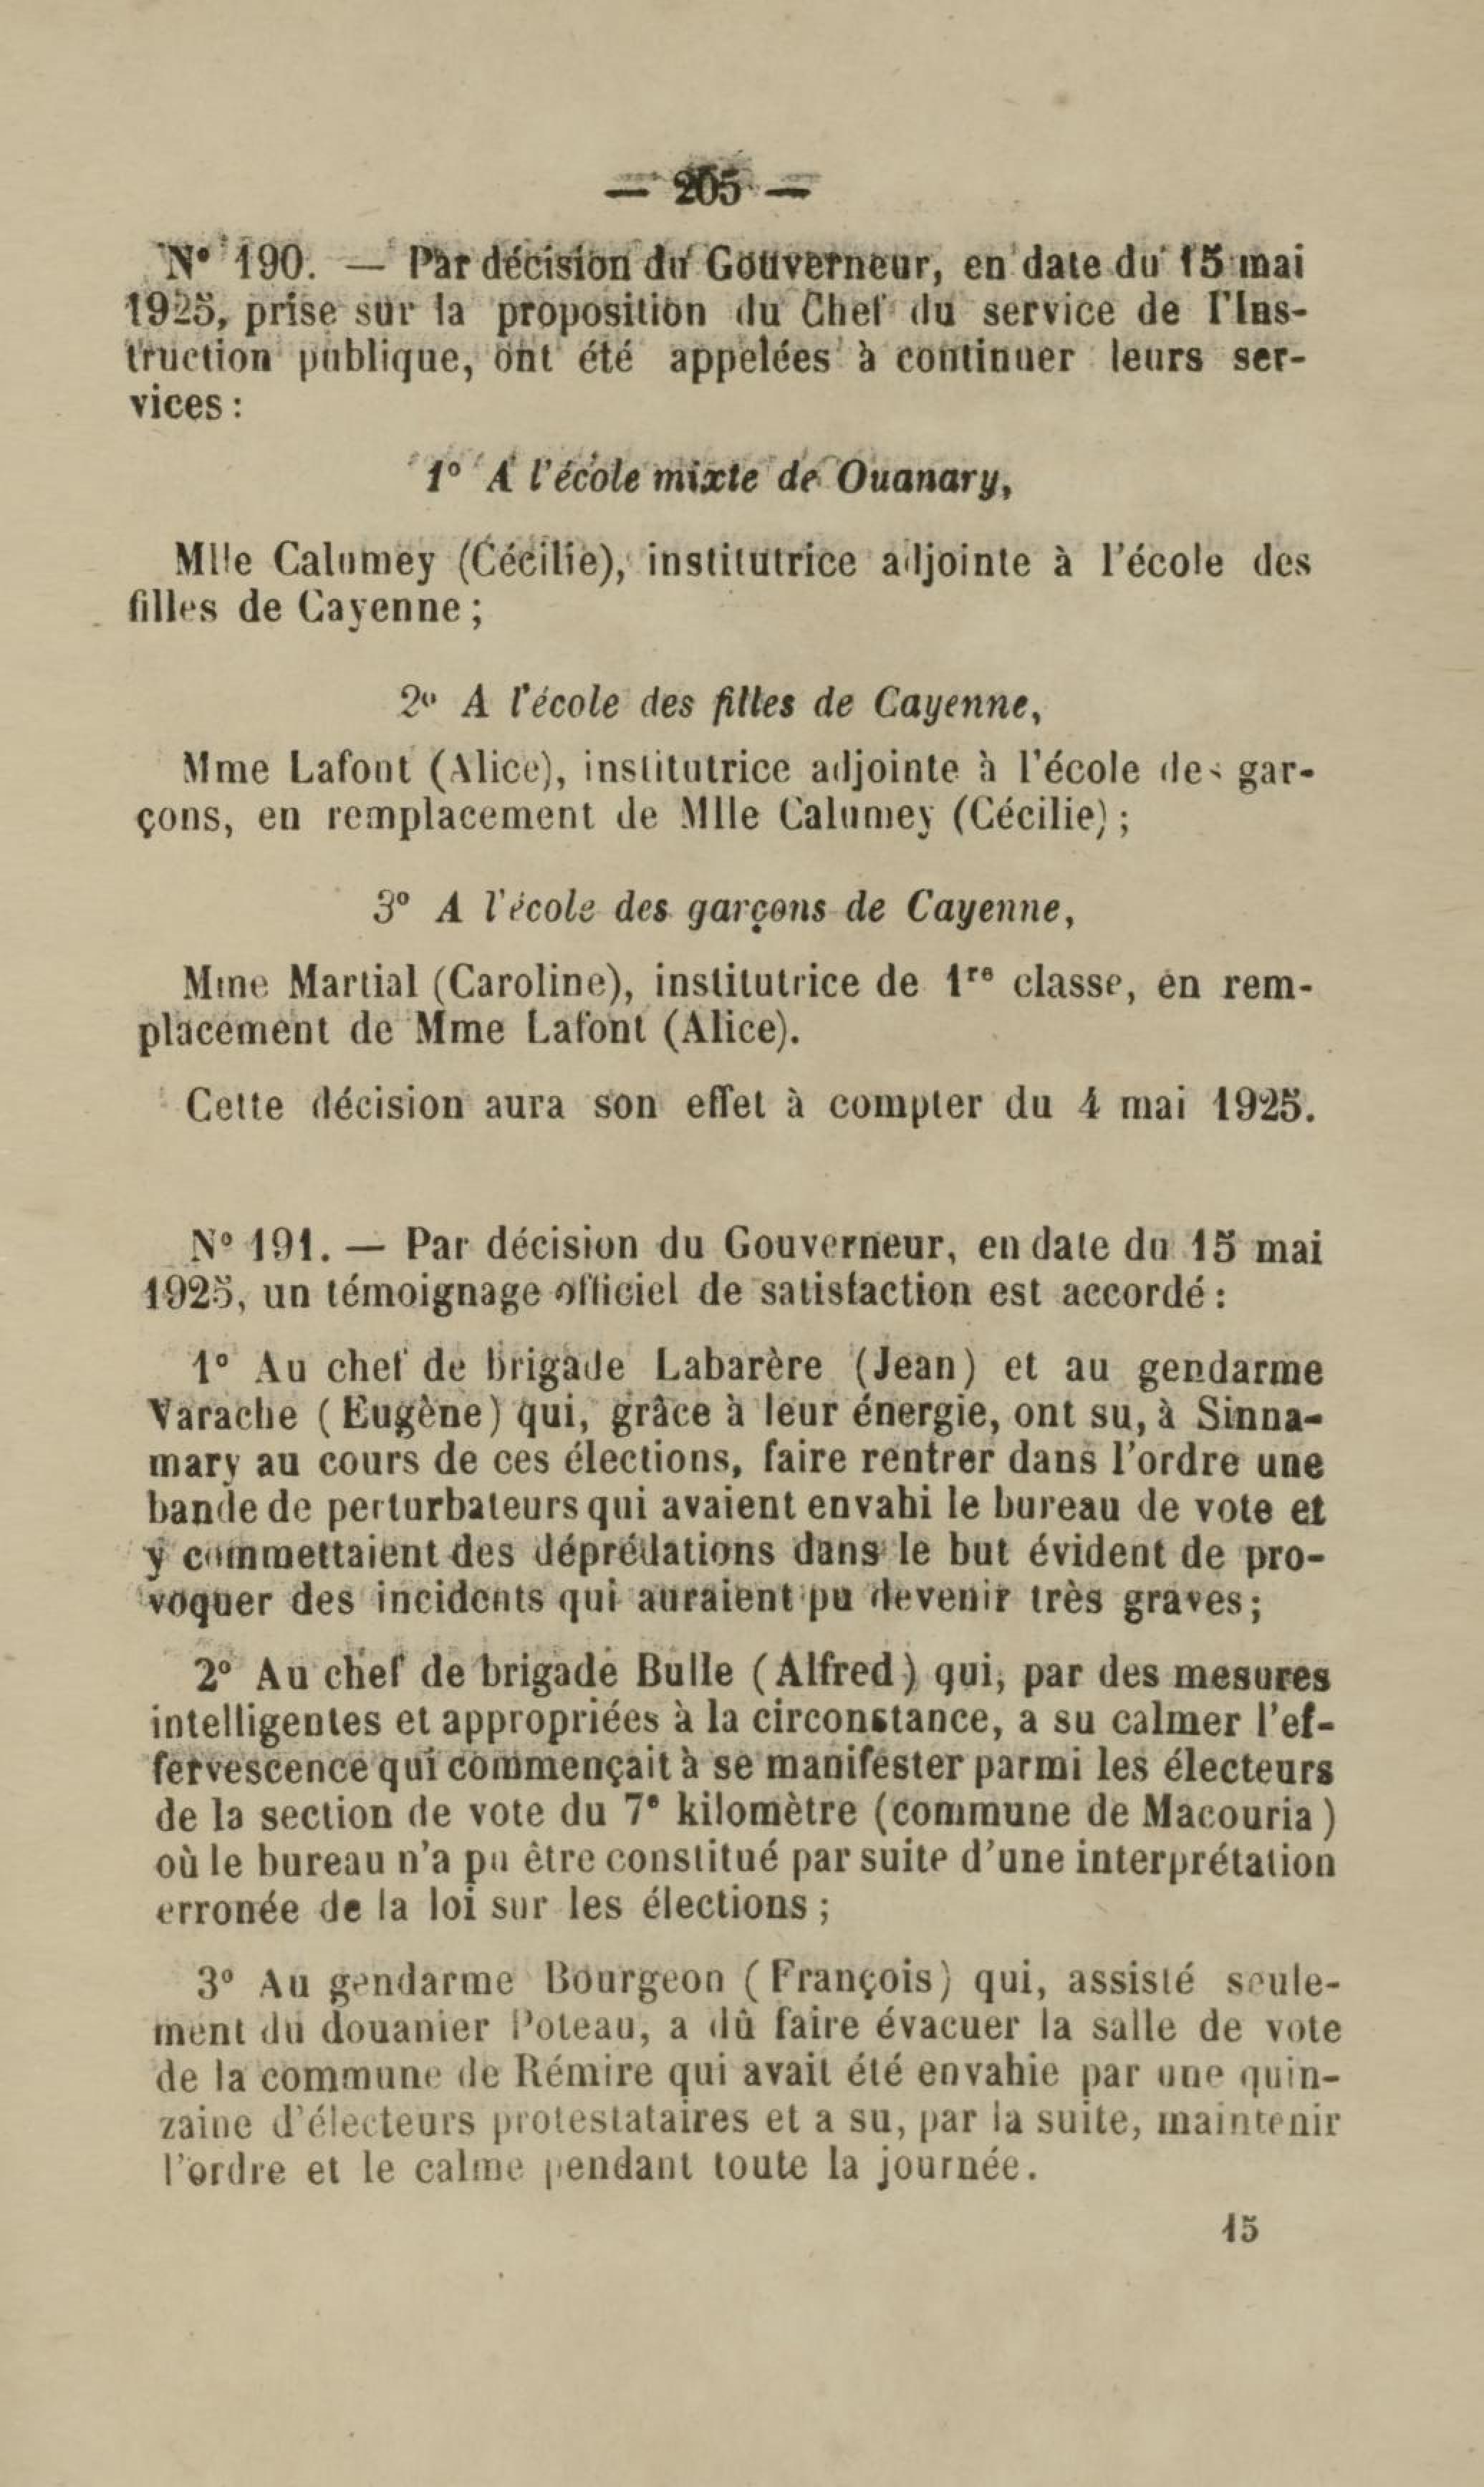 — 205 —
N° 190. — Par décision du Gouverneur, en date du 15 mai
1925, prise sur la proposition du Chef du service de l'Ins-
truction publique, ont été appelées à continuer leurs ser-
vices :
1° A l'école mixte de Ouanary,
Mlle Calumey (Cécilie), institutrice adjointe à l'école des
filles de Cayenne ;
2° A l'école des filles de Cayenne,
Mme Lafont (Alice), institutrice adjointe à l'école des gar-
çons, en remplacement de Mlle Calumey (Cécilie) ;
3° A l'école des garçons de Cayenne,
Mme Martial (Caroline), institutrice de 1re classe, en rem-
placement de Mme Lafont (Alice).
Cette décision aura son effet à compter du 4 mai 1925.
N° 191. — Par décision du Gouverneur, en date du 15 mai
1925, un témoignage officiel de satisfaction est accordé :
1° Au chef de brigade Labarère (Jean) et au gendarme
Varache (Eugène) qui, grâce à leur énergie, ont su, à Sinna-
mary au cours de ces élections, faire rentrer dans l'ordre une
bande de perturbateurs qui avaient envahi le bureau de vote et
y commettaient des déprédations dans le but évident de pro-
voquer des incidents qui auraient pu devenir très graves ;
2° Au chef de brigade Bulle (Alfred) qui, par des mesures
intelligentes et appropriées à la circonstance, a su calmer l'ef-
fervescence qui commençait à se manifester parmi les électeurs
de la section de vote du 7e kilomètre (commune de Macouria)
où le bureau n'a pu être constitué par suite d'une interprétation
erronée de la loi sur les élections ;
3° Au gendarme Bourgeon (François) qui, assisté seule-
ment du douanier Poteau, a dû faire évacuer la salle de vote
de la commune de Rémire qui avait été envahie par une quin-
zaine d'électeurs protestataires et a su, par la suite, maintenir
l'ordre et le calme pendant toute la journée.
15